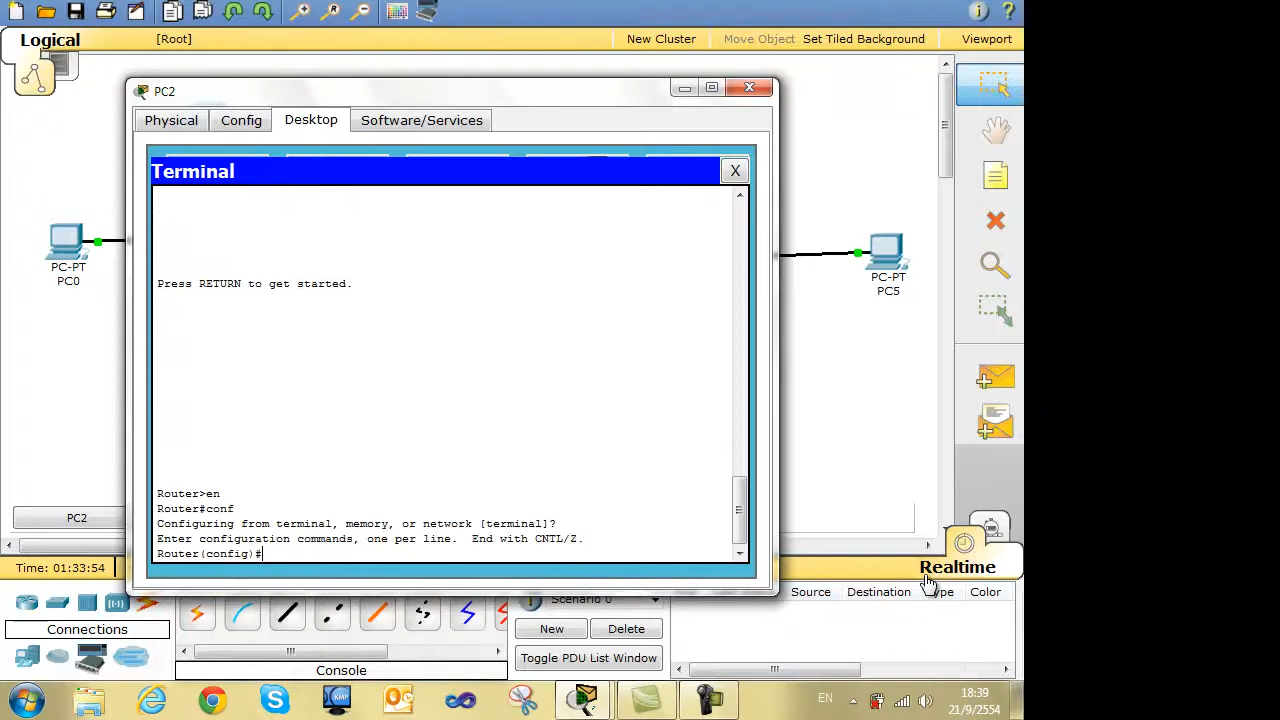 Logical
[Root]
New Cluster
Move Object
Set Tiled Background
Viewport
PC2
Physical
Config
Desktop
Software/Services
Terminal
X
Press RETURN to get started.
Router>en
Router#conf
Configuring from terminal, memory, or network [terminal]?
Enter configuration commands, one per line.  End with CNTL/Z.
Router(config)#
PC-PT
PC0
PC-PT
PC5
PC2
Time: 01:33:54
Realtime
Scenario 0
Source
Destination
Type
Color
Connections
New
Delete
Toggle PDU List Window
Console
EN
18:39
21/9/2554